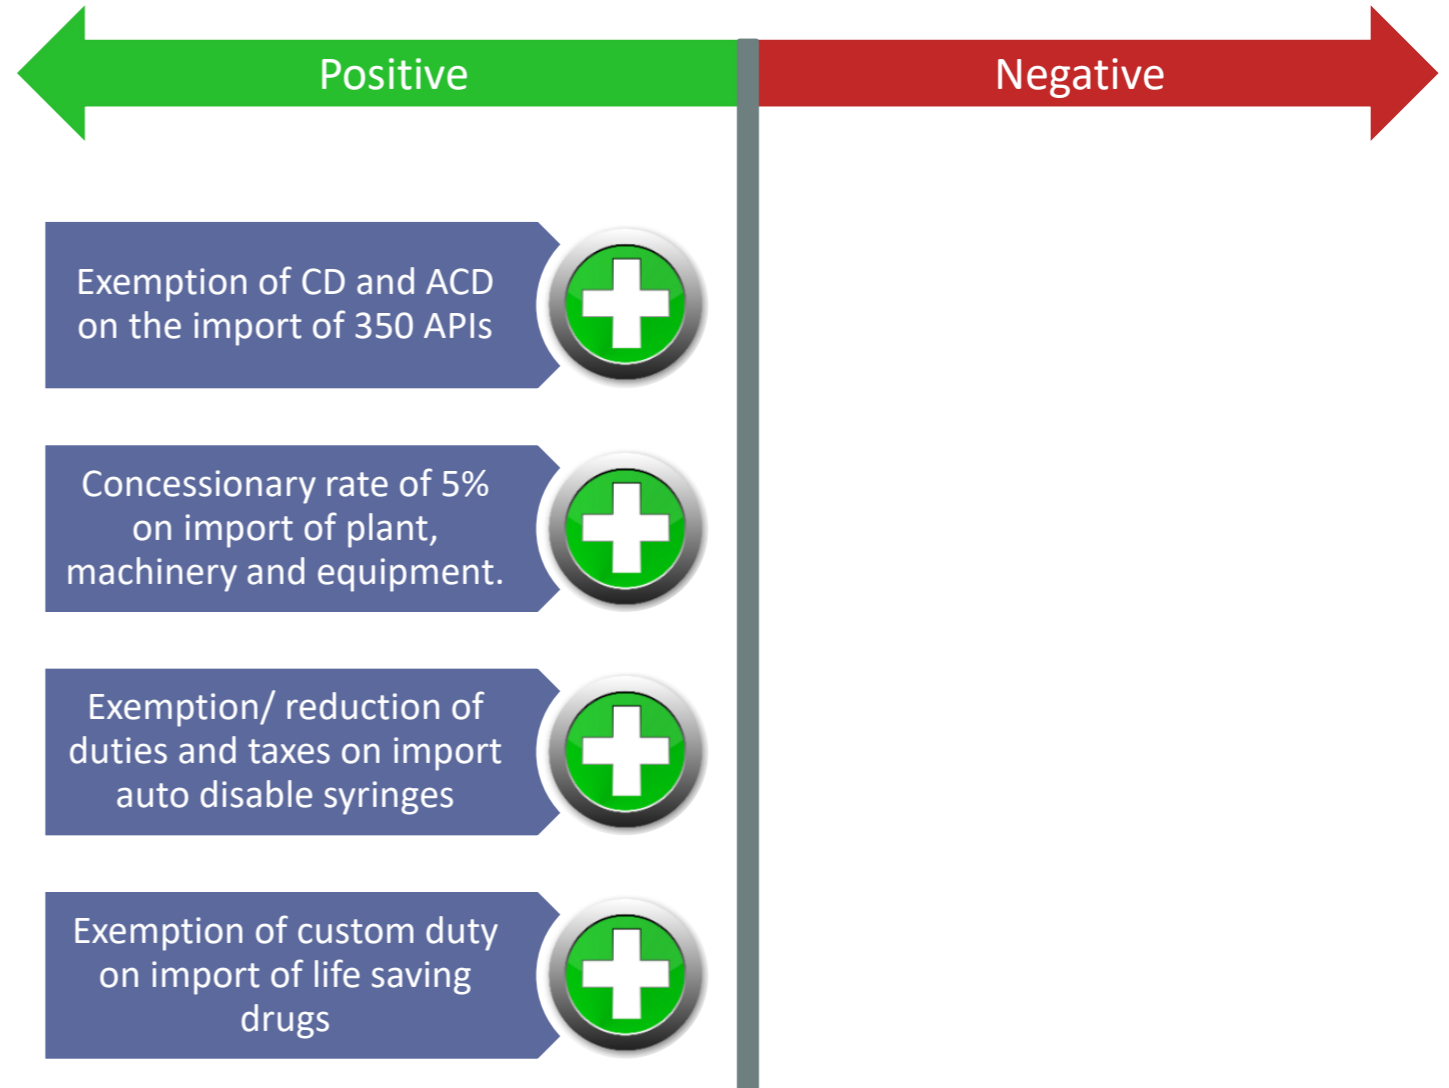 Positive
Negative
Exemption of CD and ACD
on the import of 350 APIs
Concessionary rate of 5%
on import of plant,
machinery and equipment.
Exemption/ reduction of
duties and taxes on import
auto disable syringes
Exemption of custom duty
on import of life saving
drugs